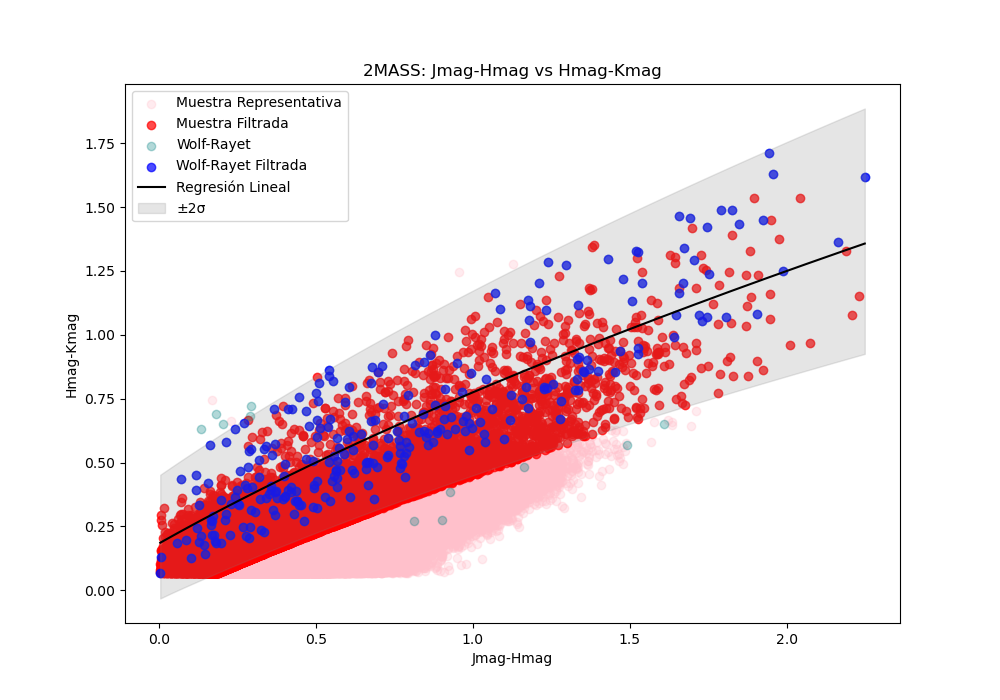 2MASS: Jmag-Hmag vs Hmag-Kmag
Muestra Representativa
Muestra Filtrada
Wolf-Rayet
Wolf-Rayet Filtrada
Regresión Lineal
±2σ
Hmag-Kmag
1.75
1.50
1.25
1.00
0.75
0.50
0.25
0.00
0.0 0.5 1.0 1.5 2.0
Jmag-Hmag